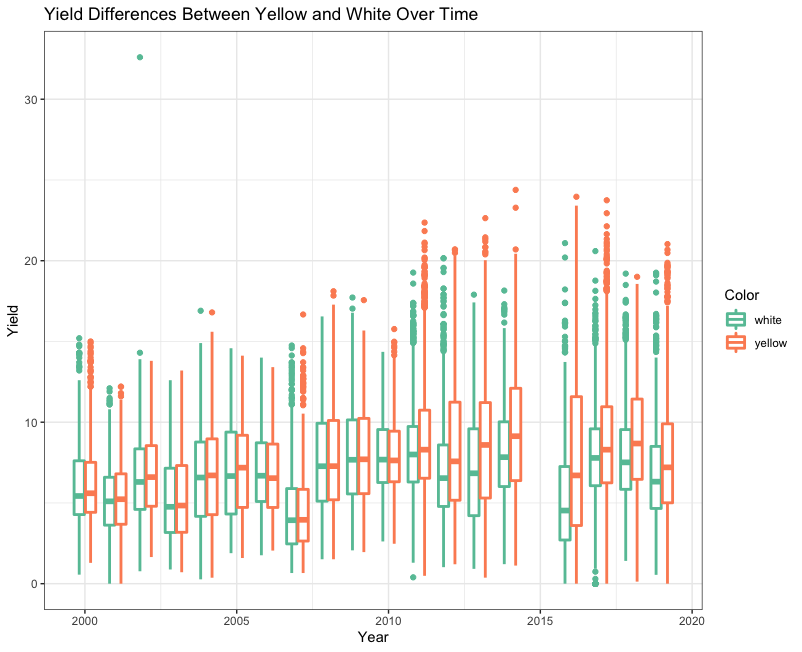 Yield Differences Between Yellow and White Over Time
30
20
10
0
Yield
2000
2005
2010
2015
2020
Year
Color
white
yellow